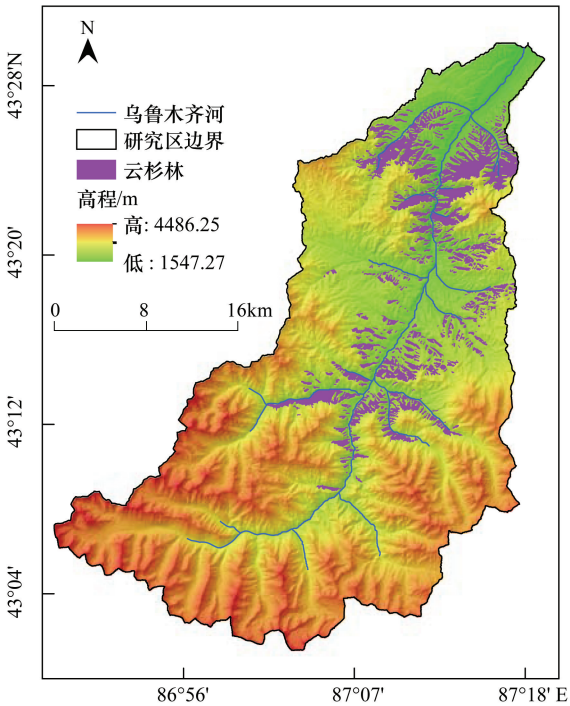 N
乌鲁木齐河
研究区边界
云杉林
高程/m
高: 4486.25
低 : 1547.27
0 8 16km
43°28'N
43°20'
43°12'
43°04'
86°56' 87°07' 87°18' E